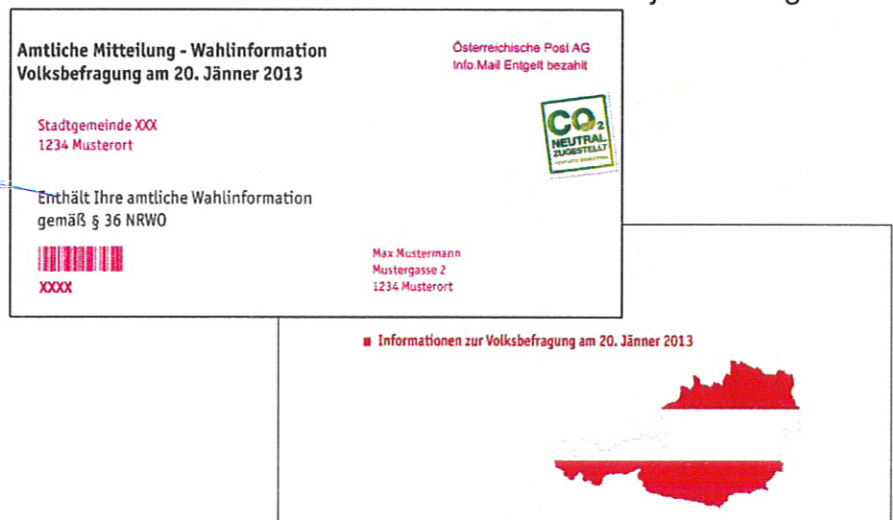 Amtliche Mitteilung - Wahlinformation
Volksbefragung am 20. Jänner 2013
Österreichische Post AG
Info.Mail Entgelt bezahlt
Stadtgemeinde XXX
1234 Musterort
CO2
NEUTRAL
ZUGESTELLT
Enthält Ihre amtliche Wahlinformation
gemäß § 36 NRWO
XXXX
Max Mustermann
Mustergasse 2
1234 Musterort
Informationen zur Volksbefragung am 20. Jänner 2013